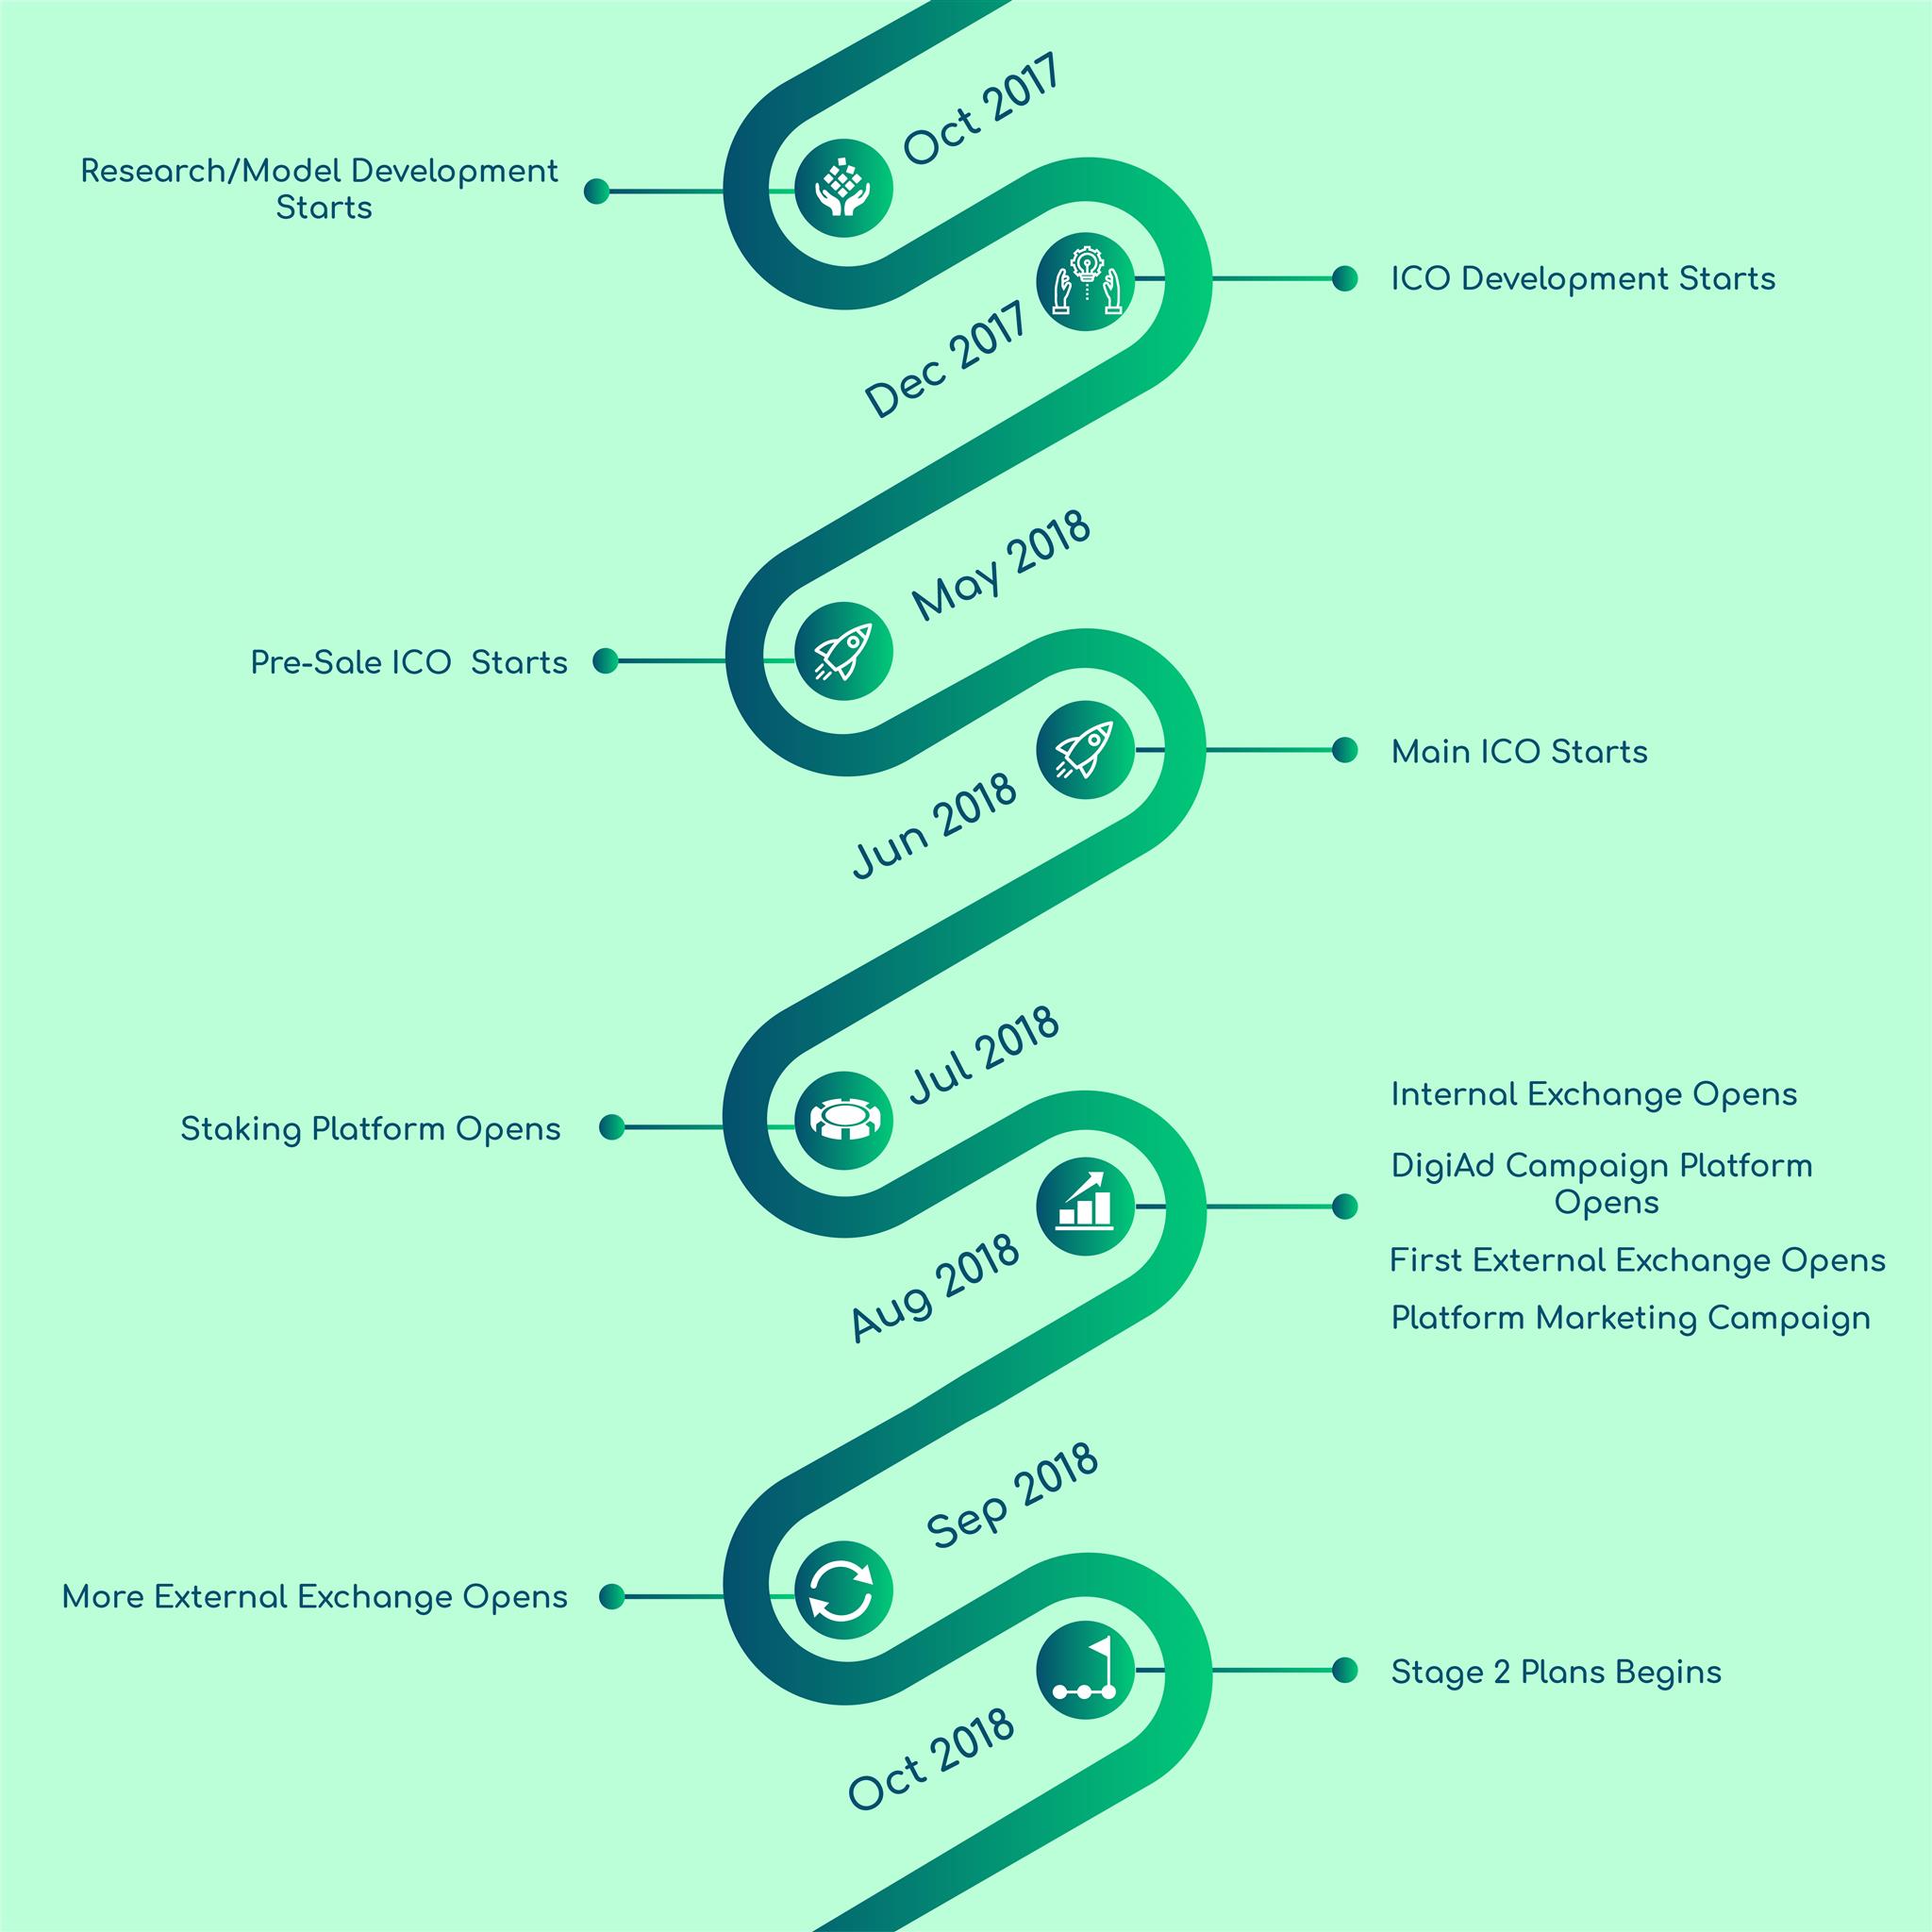 Oct 2017
Research/Model Development
Starts
ICO Development Starts
Dec 2017
May 2018
Pre-Sale ICO  Starts
Main ICO Starts
Jun 2018
Jul 2018
Staking Platform Opens
Internal Exchange Opens
DigiAd Campaign Platform
Opens
First External Exchange Opens
Platform Marketing Campaign
Aug 2018
Sep 2018
More External Exchange Opens
Stage 2 Plans Begins
Oct 2018